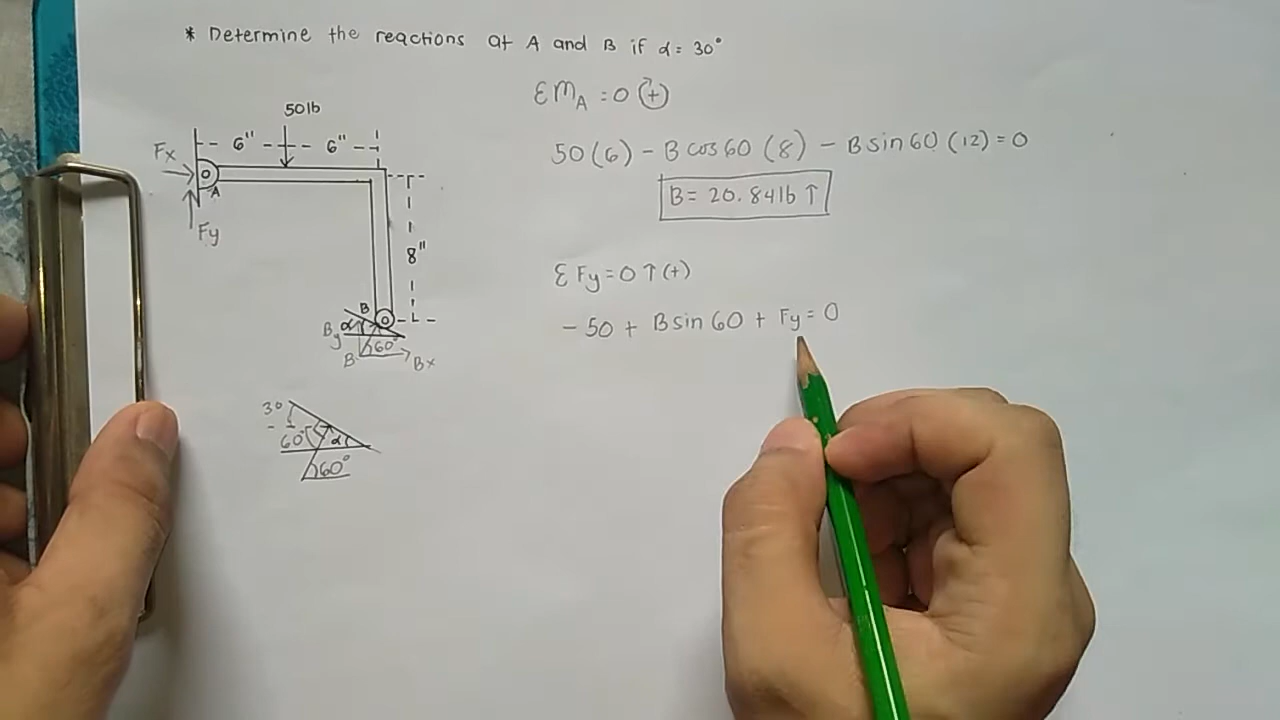 * Determine the reactions at A and B if α = 30°
ΣM_A = 0 (+)
50lb
6" 6"
Fx
A
Fy
8"
B
By α
60°
B Bx
50(6) - B cos 60 (8) - B sin 60 (12) = 0
B = 20.84 lb ↑
ΣFy = 0 ↑ (+)
- 50 + B sin 60 + Fy = 0
30
60° α
60°